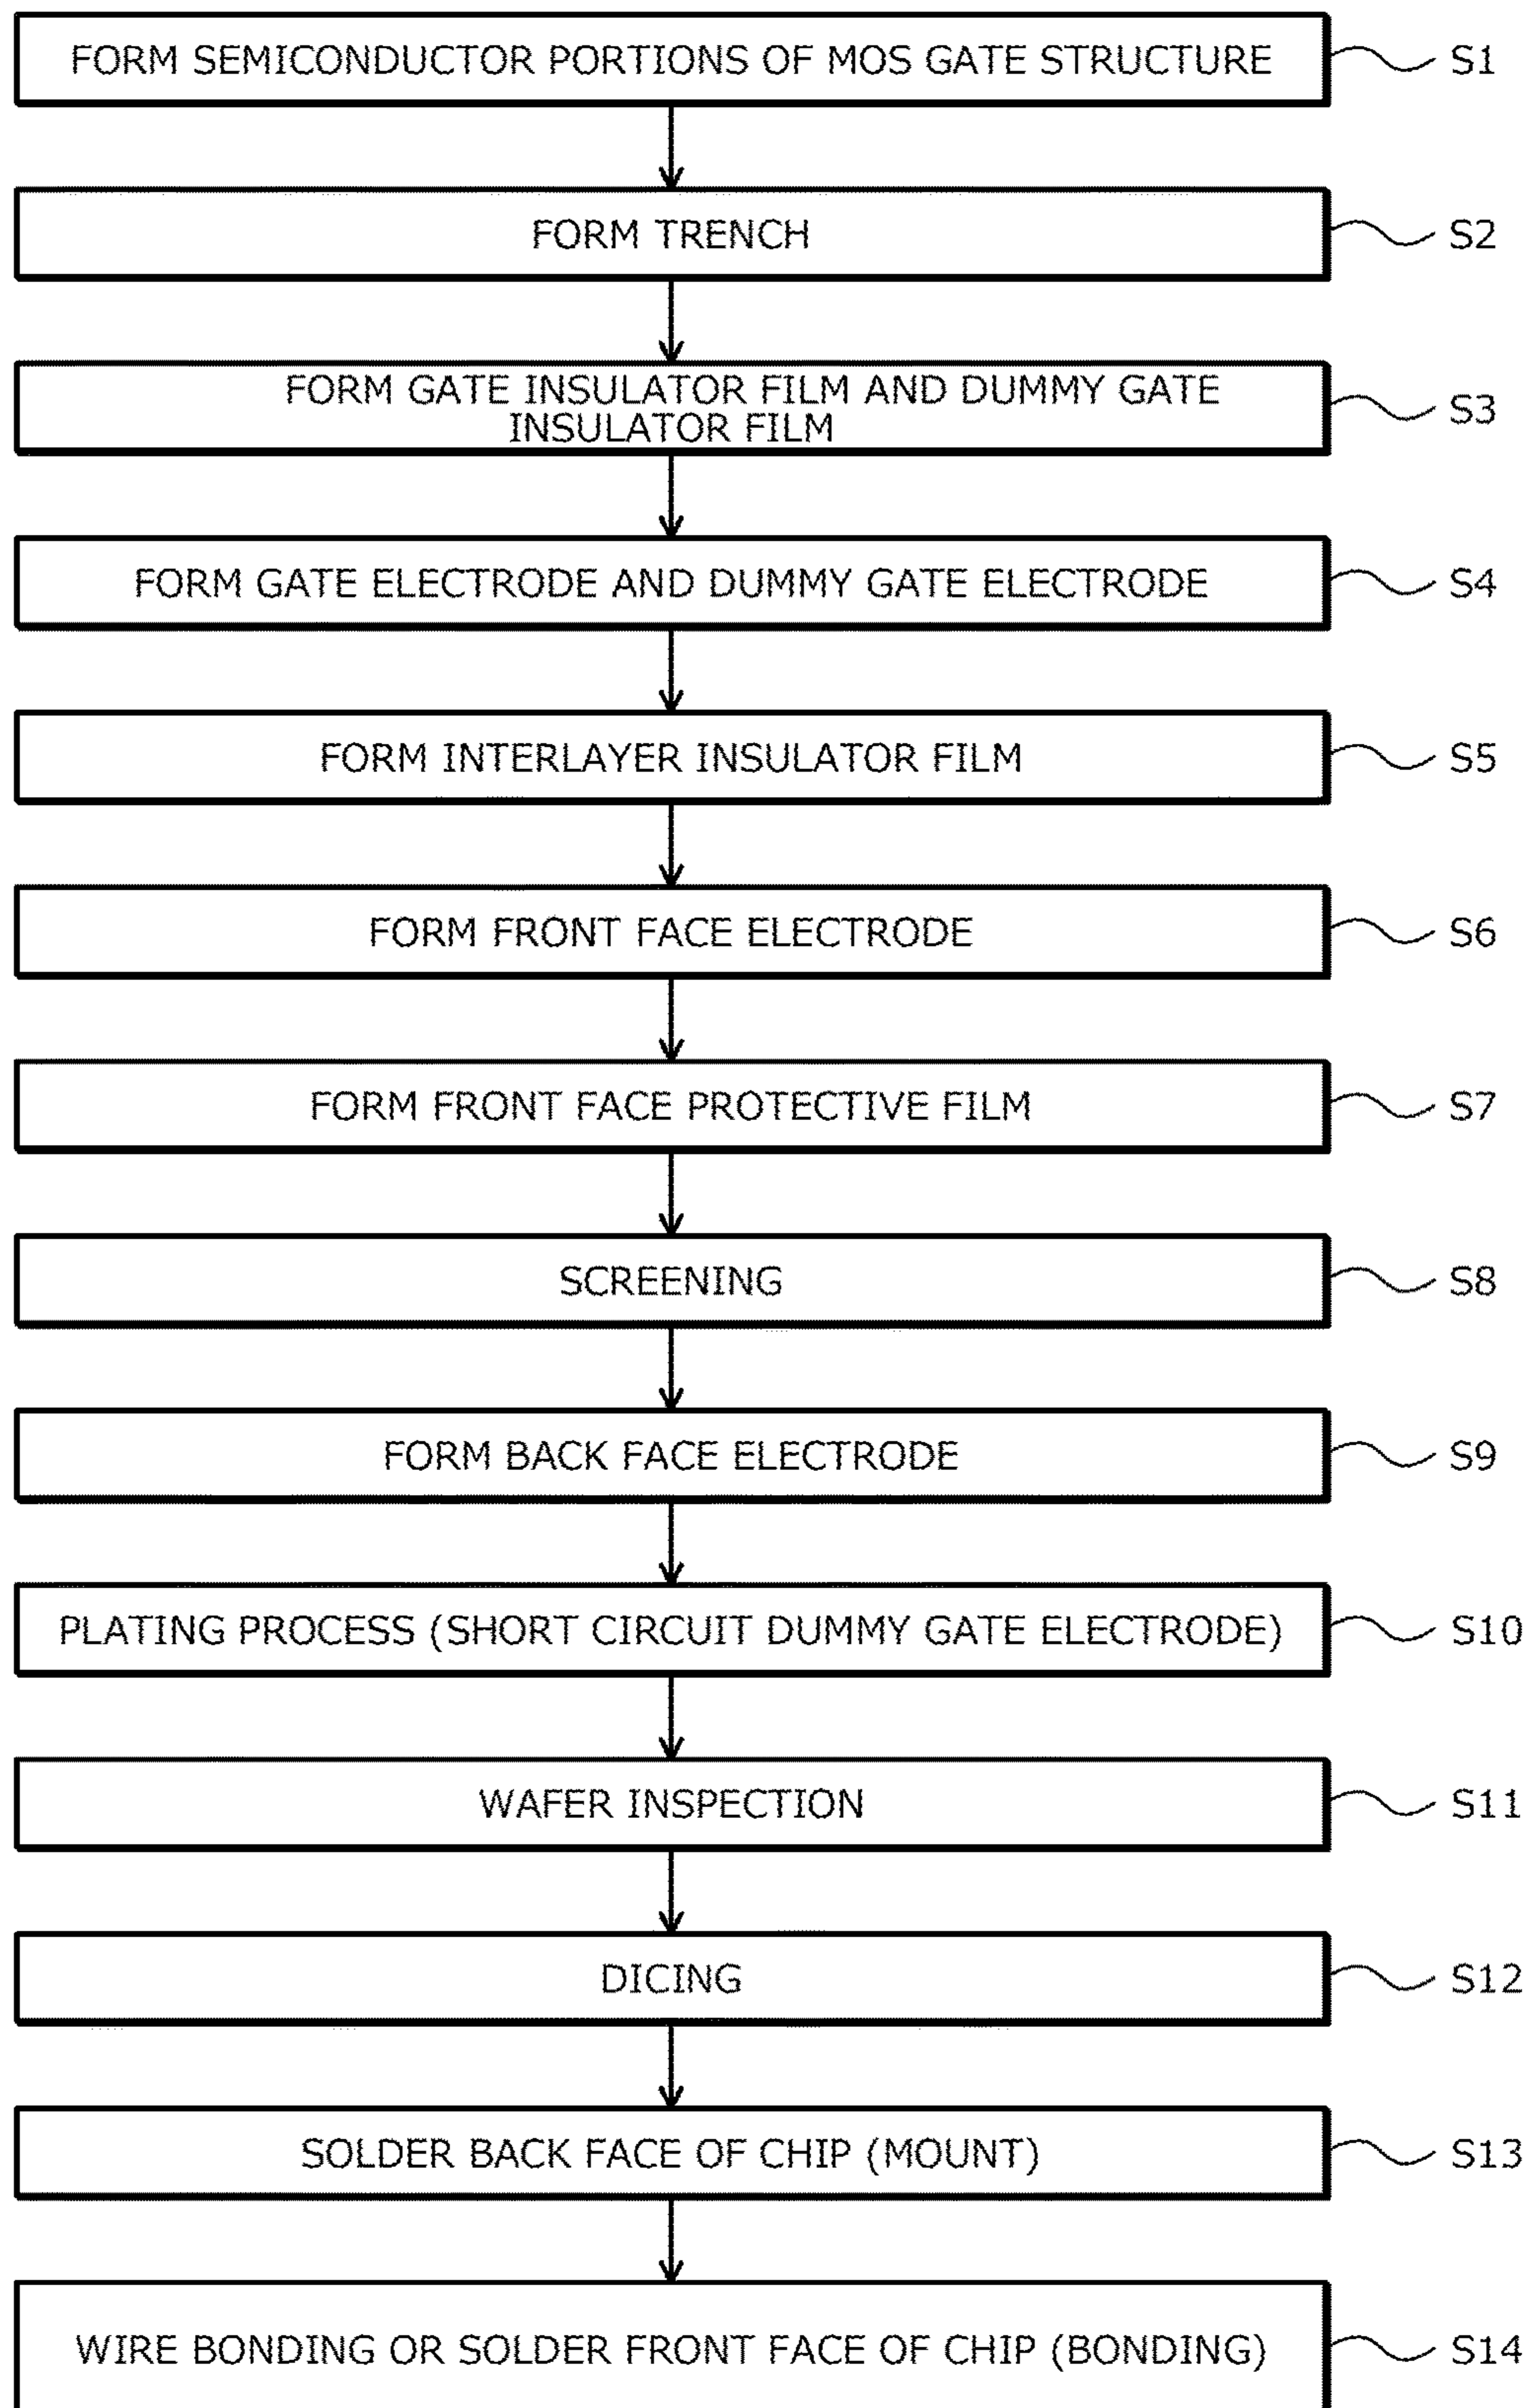 FORM SEMICONDUCTOR PORTIONS OF MOS GATE STRUCTURE S1
FORM TRENCH S2
FORM GATE INSULATOR FILM AND DUMMY GATE
INSULATOR FILM S3
FORM GATE ELECTRODE AND DUMMY GATE ELECTRODE S4
FORM INTERLAYER INSULATOR FILM S5
FORM FRONT FACE ELECTRODE S6
FORM FRONT FACE PROTECTIVE FILM S7
SCREENING S8
FORM BACK FACE ELECTRODE S9
PLATING PROCESS (SHORT CIRCUIT DUMMY GATE ELECTRODE) S10
WAFER INSPECTION S11
DICING S12
SOLDER BACK FACE OF CHIP (MOUNT) S13
WIRE BONDING OR SOLDER FRONT FACE OF CHIP (BONDING) S14